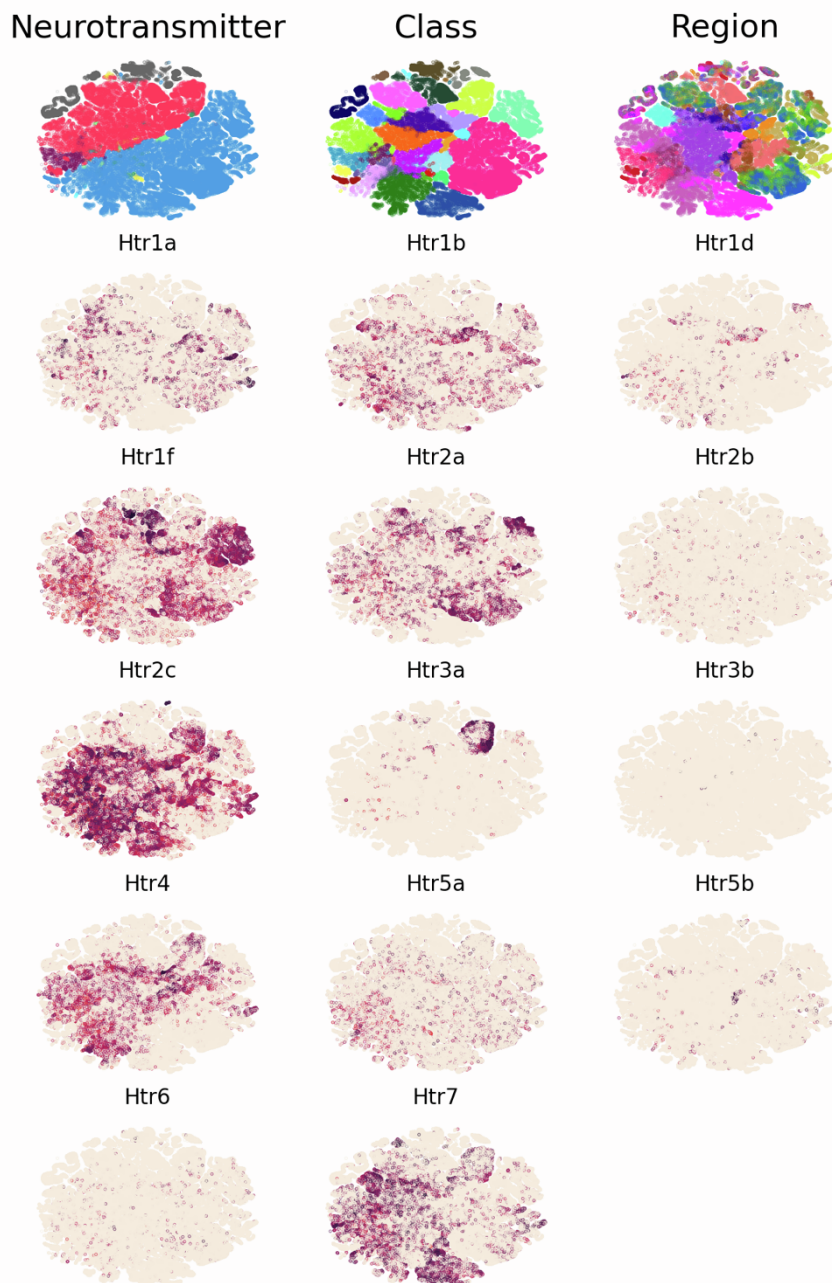 Neurotransmitter Class Region
Htr1a Htr1b Htr1d
Htr1f Htr2a Htr2b
Htr2c Htr3a Htr3b
Htr4 Htr5a Htr5b
Htr6 Htr7